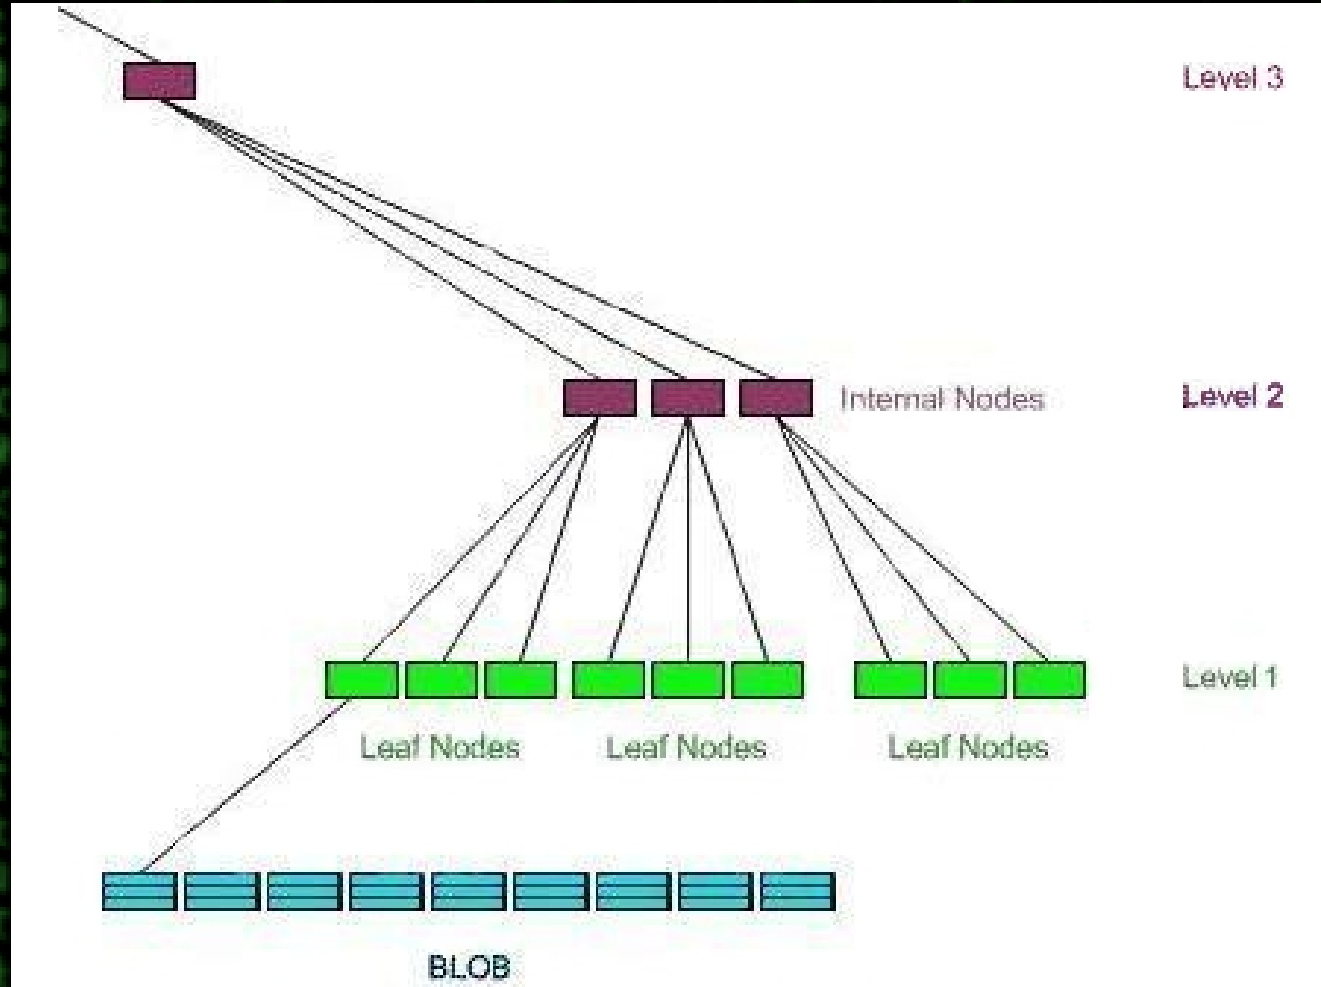 Level 3
Internal Nodes
Level 2
Level 1
Leaf Nodes
Leaf Nodes
Leaf Nodes
BLOB